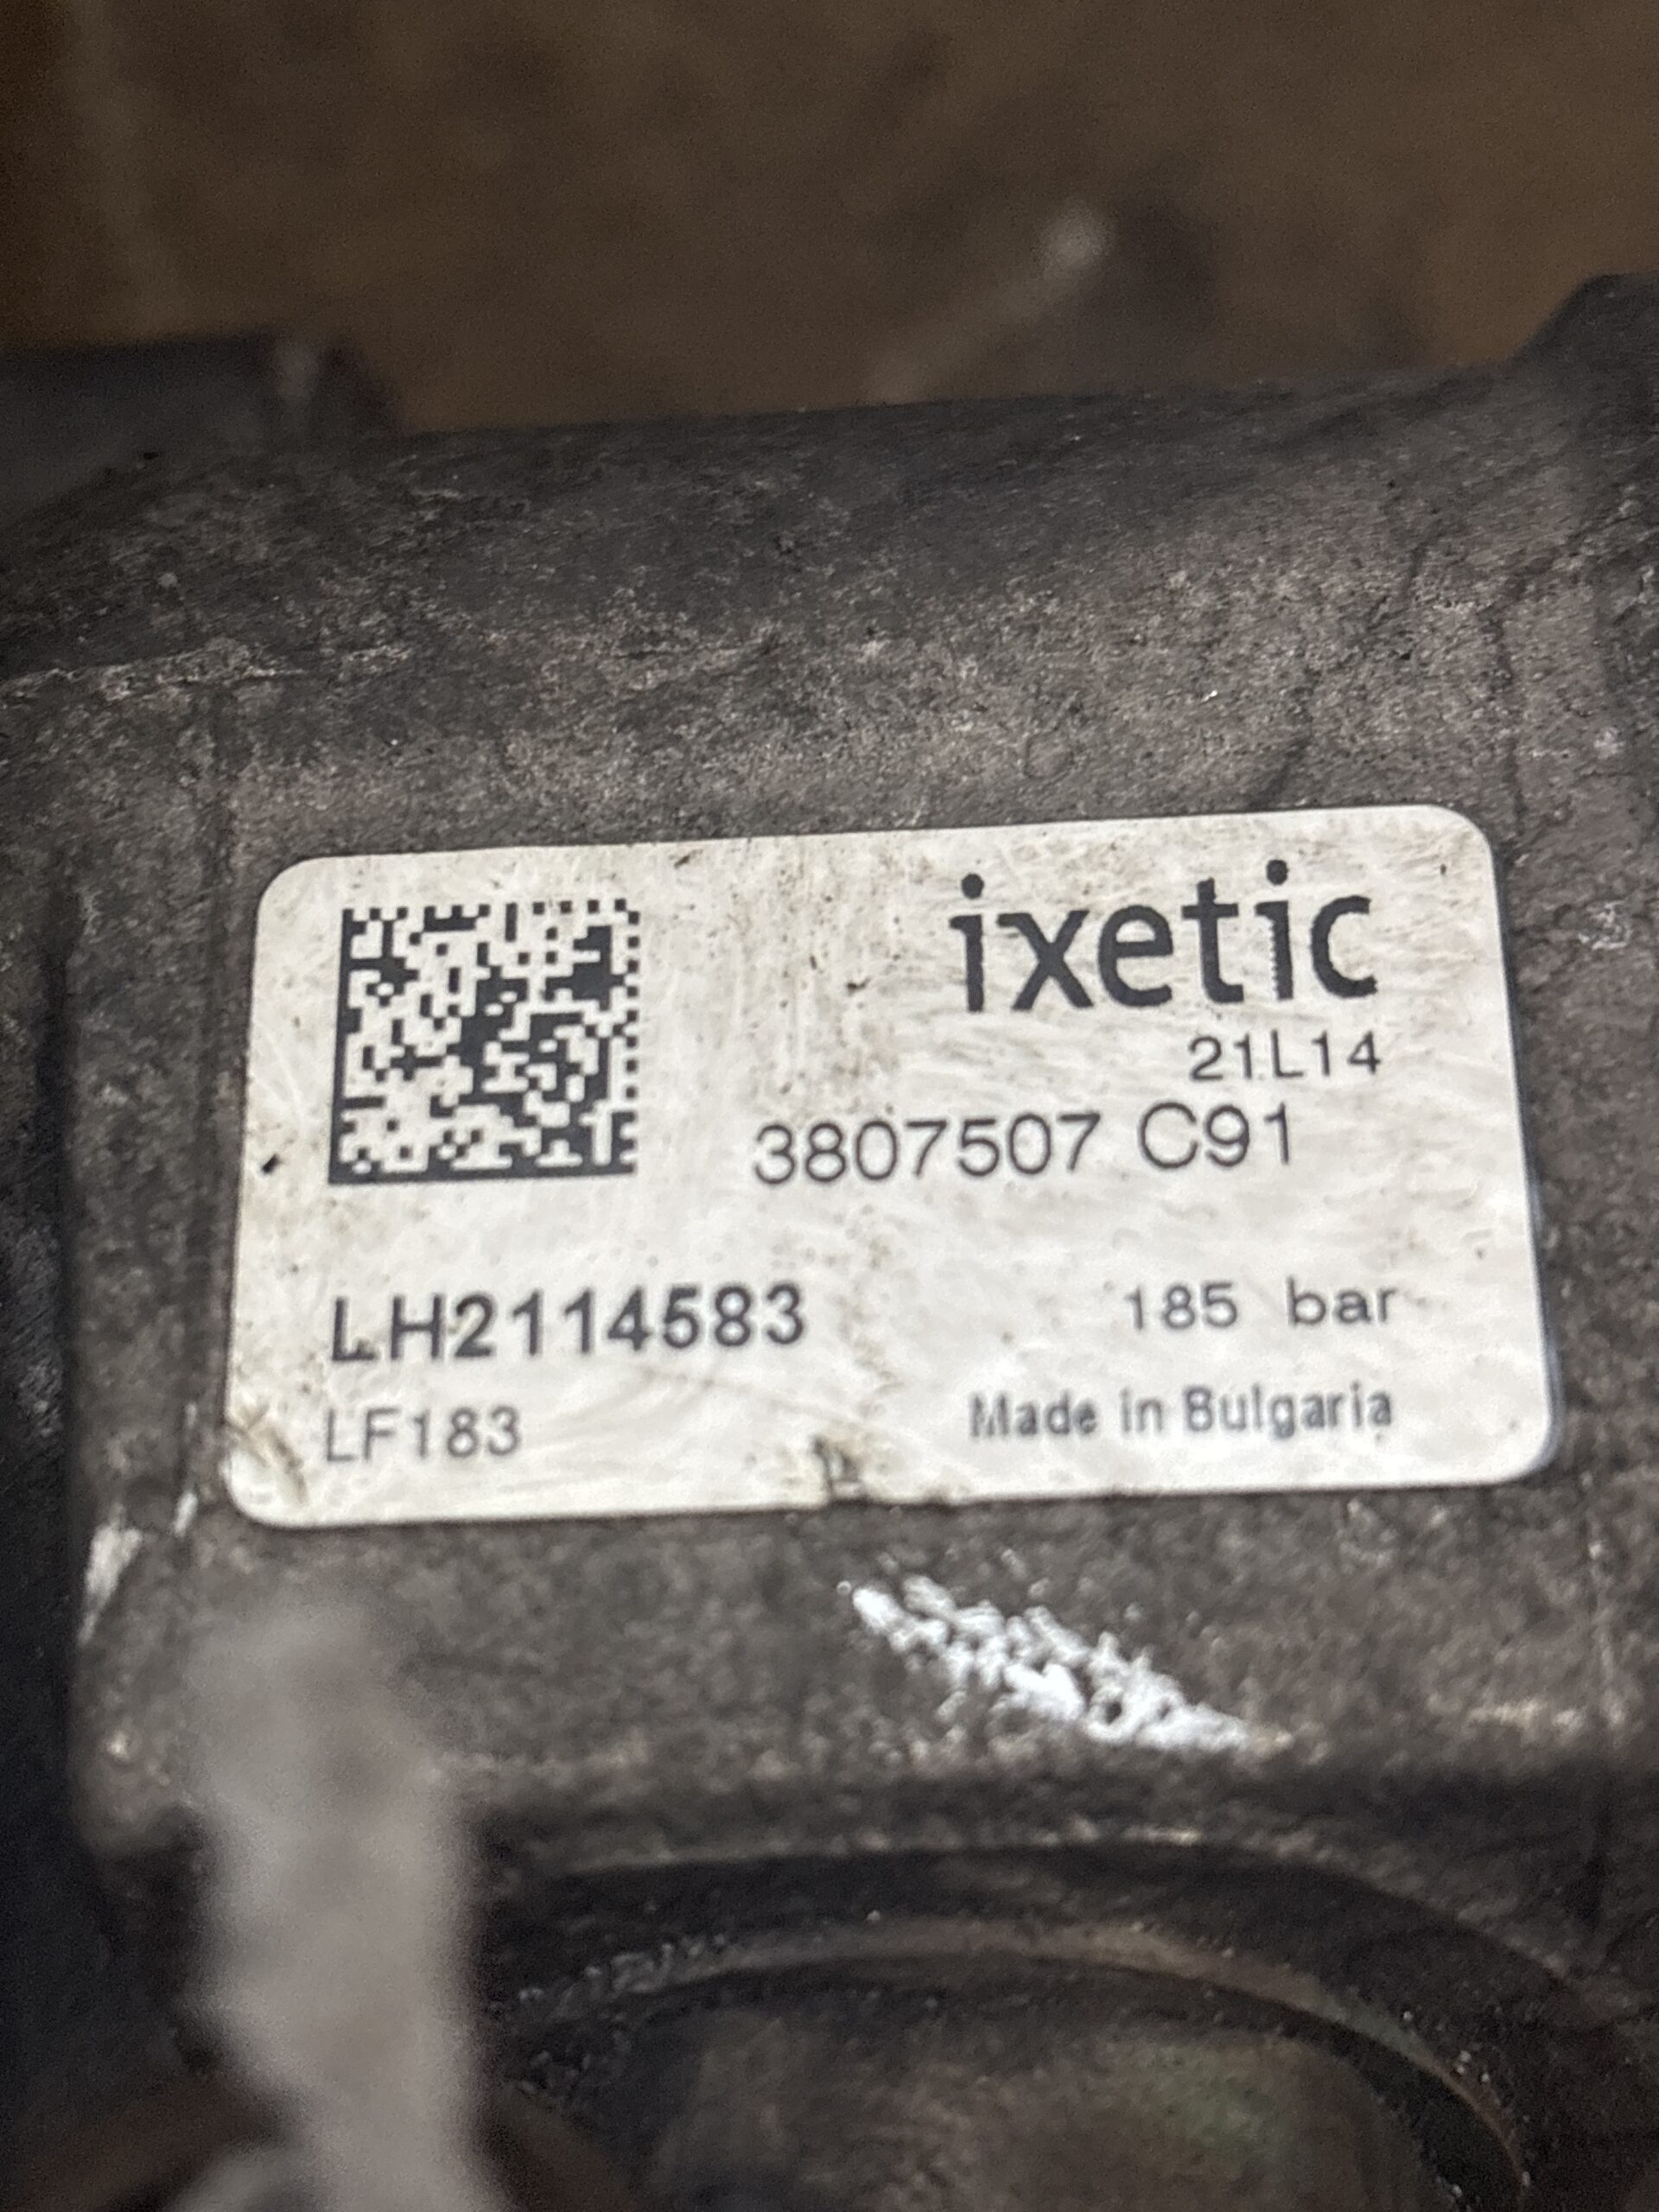 ixetic
21L14
3807507 C91
LH2114583
185 bar
LF183
Made in Bulgaria